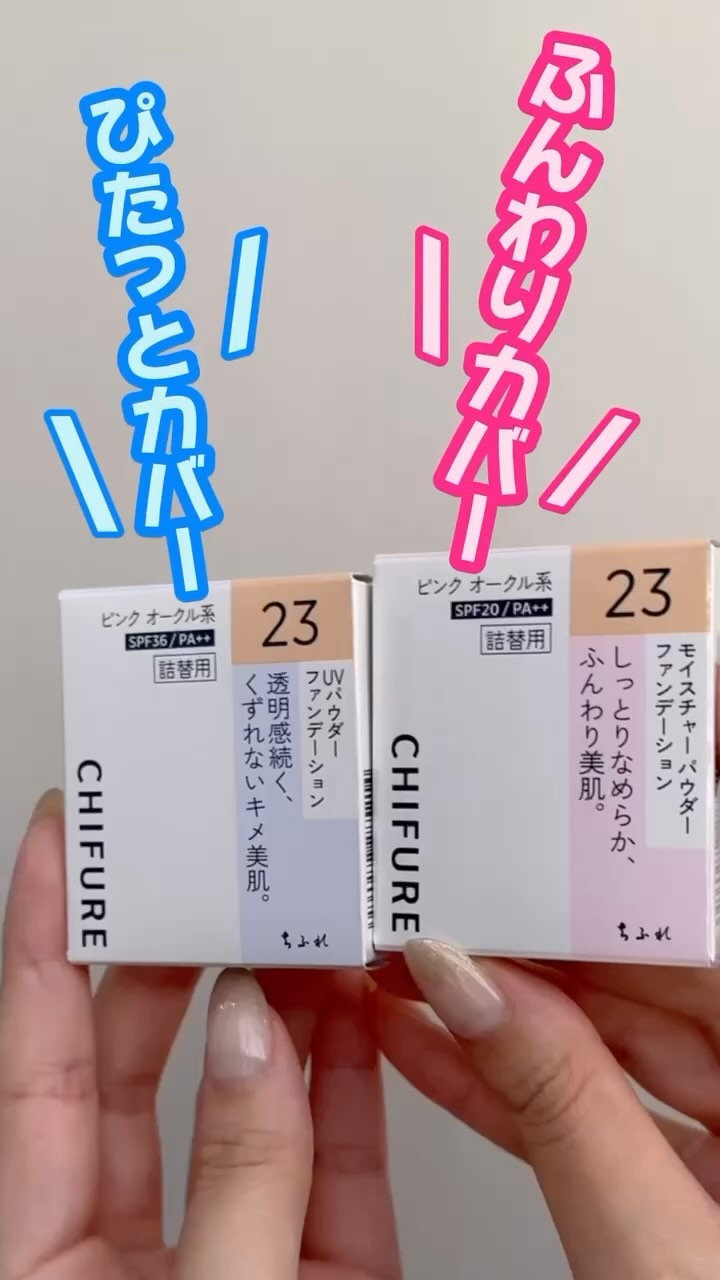 ぴたっとカバー
ふんわりカバー
ピンク オークル系
SPF36/PA++
詰替用
23
UVパウダー
ファンデーション
透明感続く、
くずれないキメ美肌。
CHIFURE
ちふれ
ピンク オークル系
SPF20/PA++
詰替用
23
モイスチャーパウダー
ファンデーション
しっとりなめらか、
ふんわり美肌。
CHIFURE
ちふれ